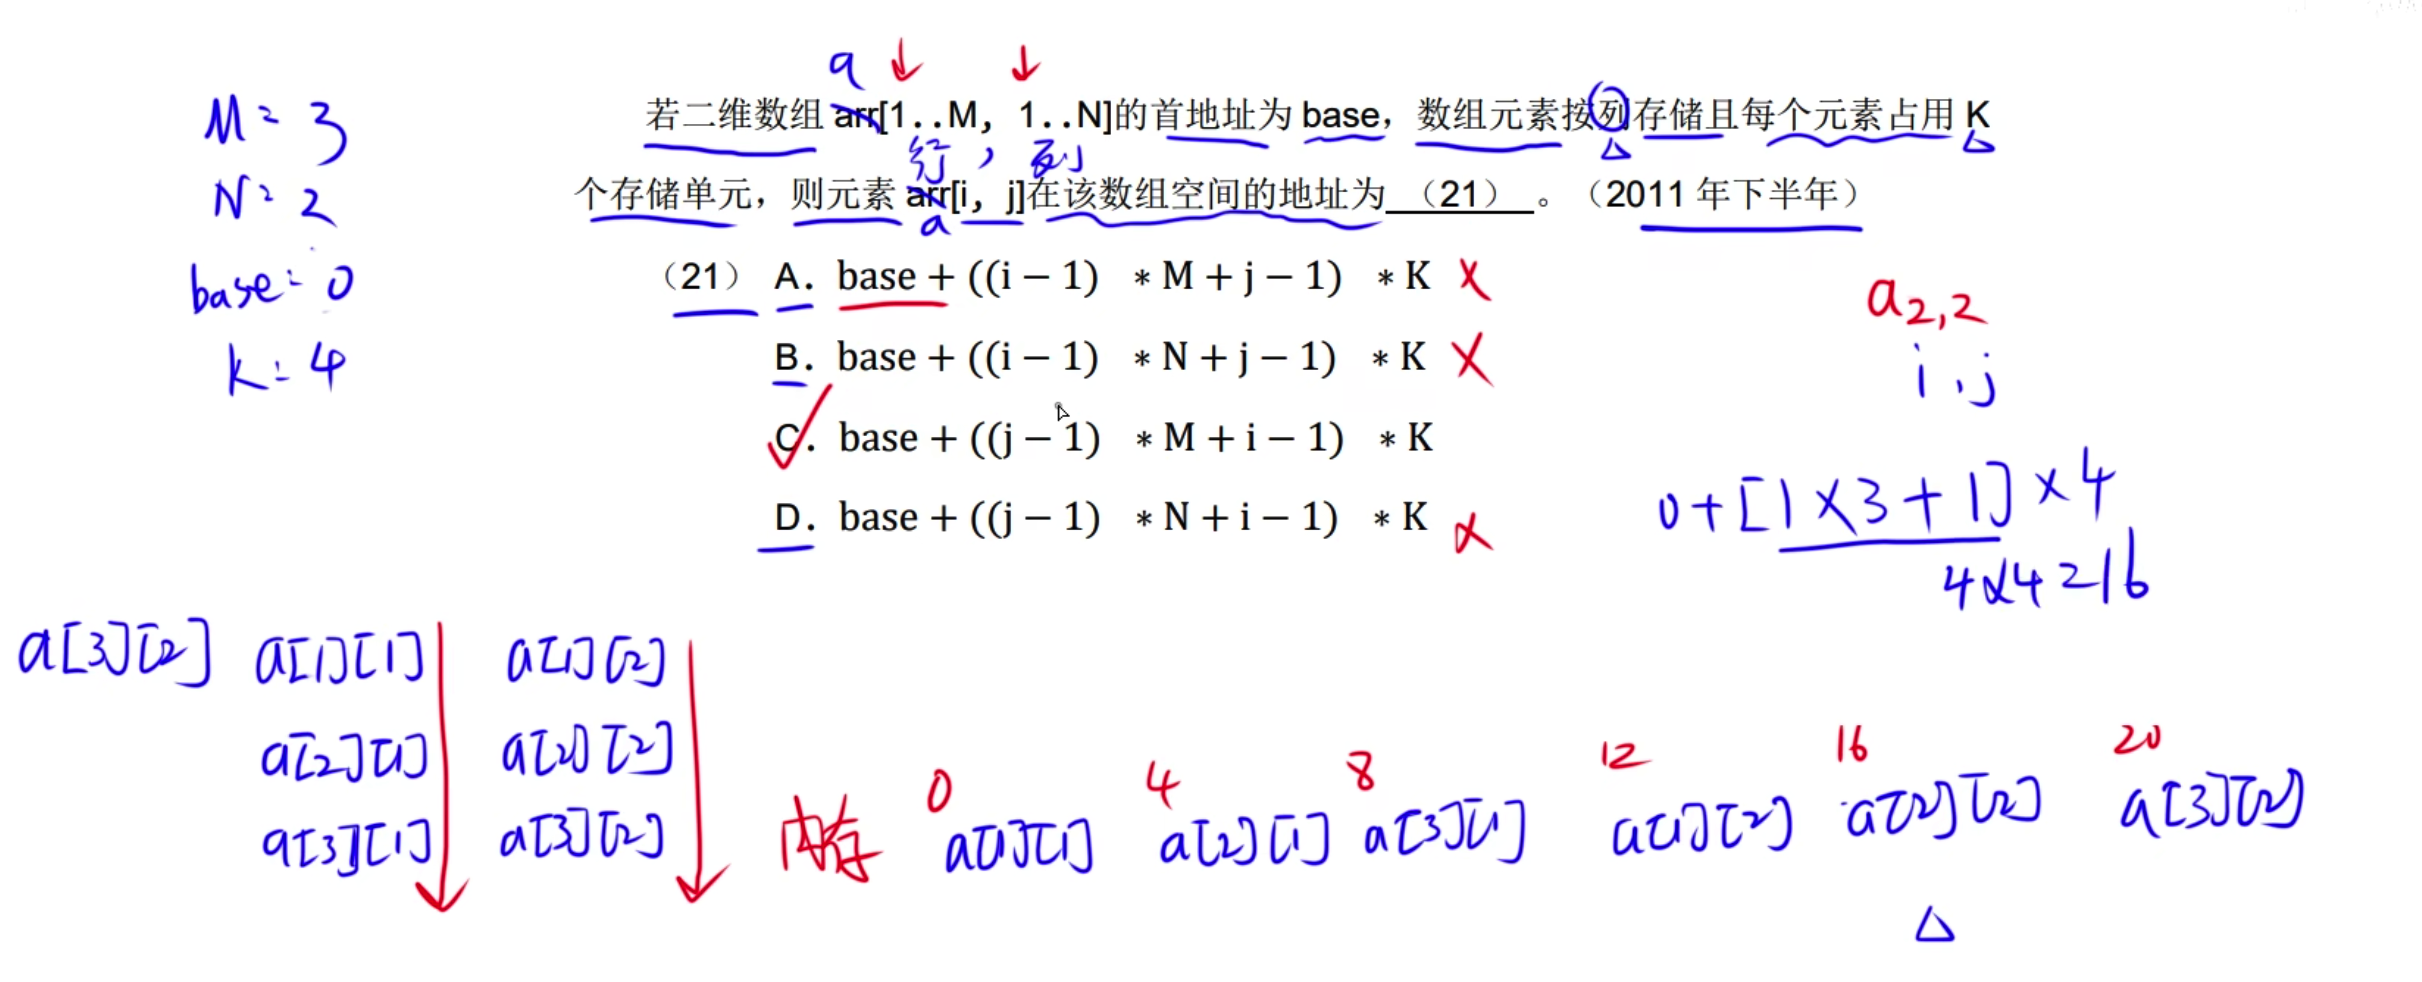 a
M=3
若二维数组 arr[1..M, 1..N]的首地址为 base，数组元素按列存储且每个元素占用 K
行，列
N=2
个存储单元，则元素 arr[i, j]在该数组空间的地址为 （21） 。（2011 年下半年）
a
base=0
（21） A. base + ((i − 1) ∗ M + j − 1) ∗ K ×
a2,2
k=4
B. base + ((i − 1) ∗ N + j − 1) ∗ K ×
i,j
C. base + ((j − 1) ∗ M + i − 1) ∗ K
0+[1×3+1]×4
D. base + ((j − 1) ∗ N + i − 1) ∗ K ×
4×4=16
a[3][2] a[1][1] a[1][2]
a[2][1] a[2][2]
a[3][1] a[3][2]
0 4 8 12 16 20
内存 a[1][1] a[2][1] a[3][1] a[1][2] a[2][2] a[3][2]